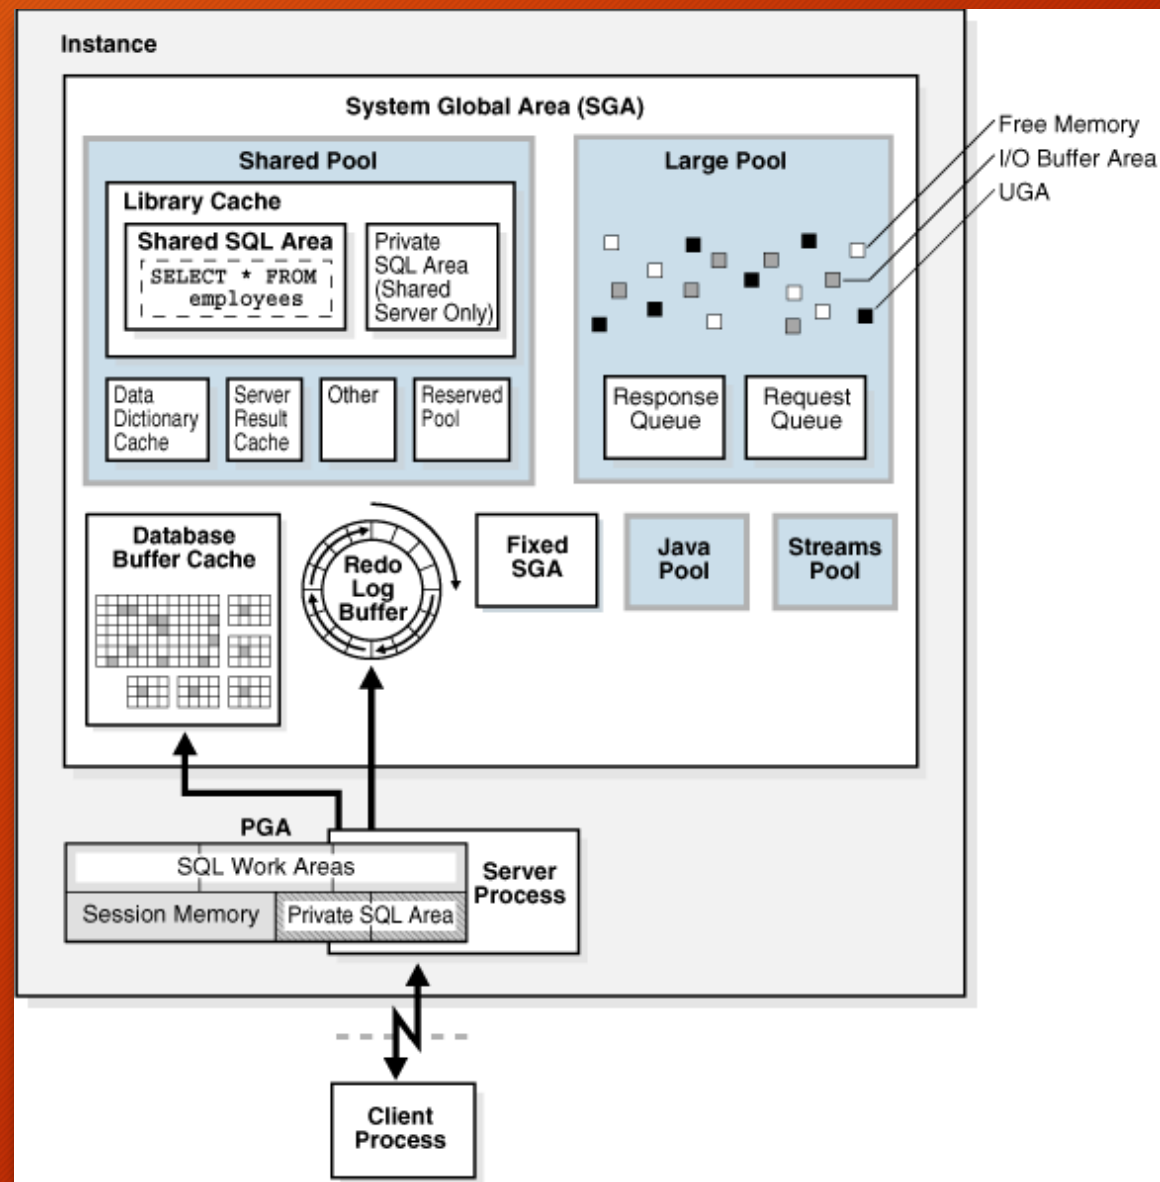 Instance
System Global Area (SGA)
Shared Pool
Library Cache
Shared SQL Area
SELECT * FROM
employees
Private
SQL Area
(Shared
Server Only)
Data
Dictionary
Cache
Server
Result
Cache
Other
Reserved
Pool
Large Pool
Free Memory
I/O Buffer Area
UGA
Response
Queue
Request
Queue
Database
Buffer Cache
Redo
Log
Buffer
Fixed
SGA
Java
Pool
Streams
Pool
PGA
SQL Work Areas
Session Memory
Private SQL Area
Server
Process
Client
Process